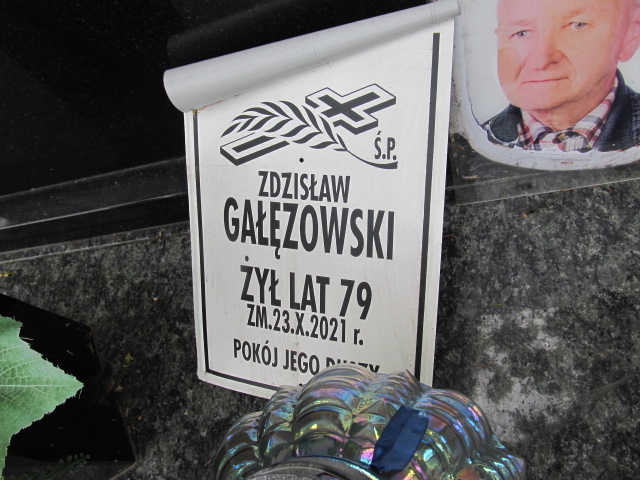 Ś.P.
ZDZISŁAW
GAŁĘZOWSKI
ŻYŁ LAT 79
ZM.23.X.2021 r.
POKÓJ JEGO